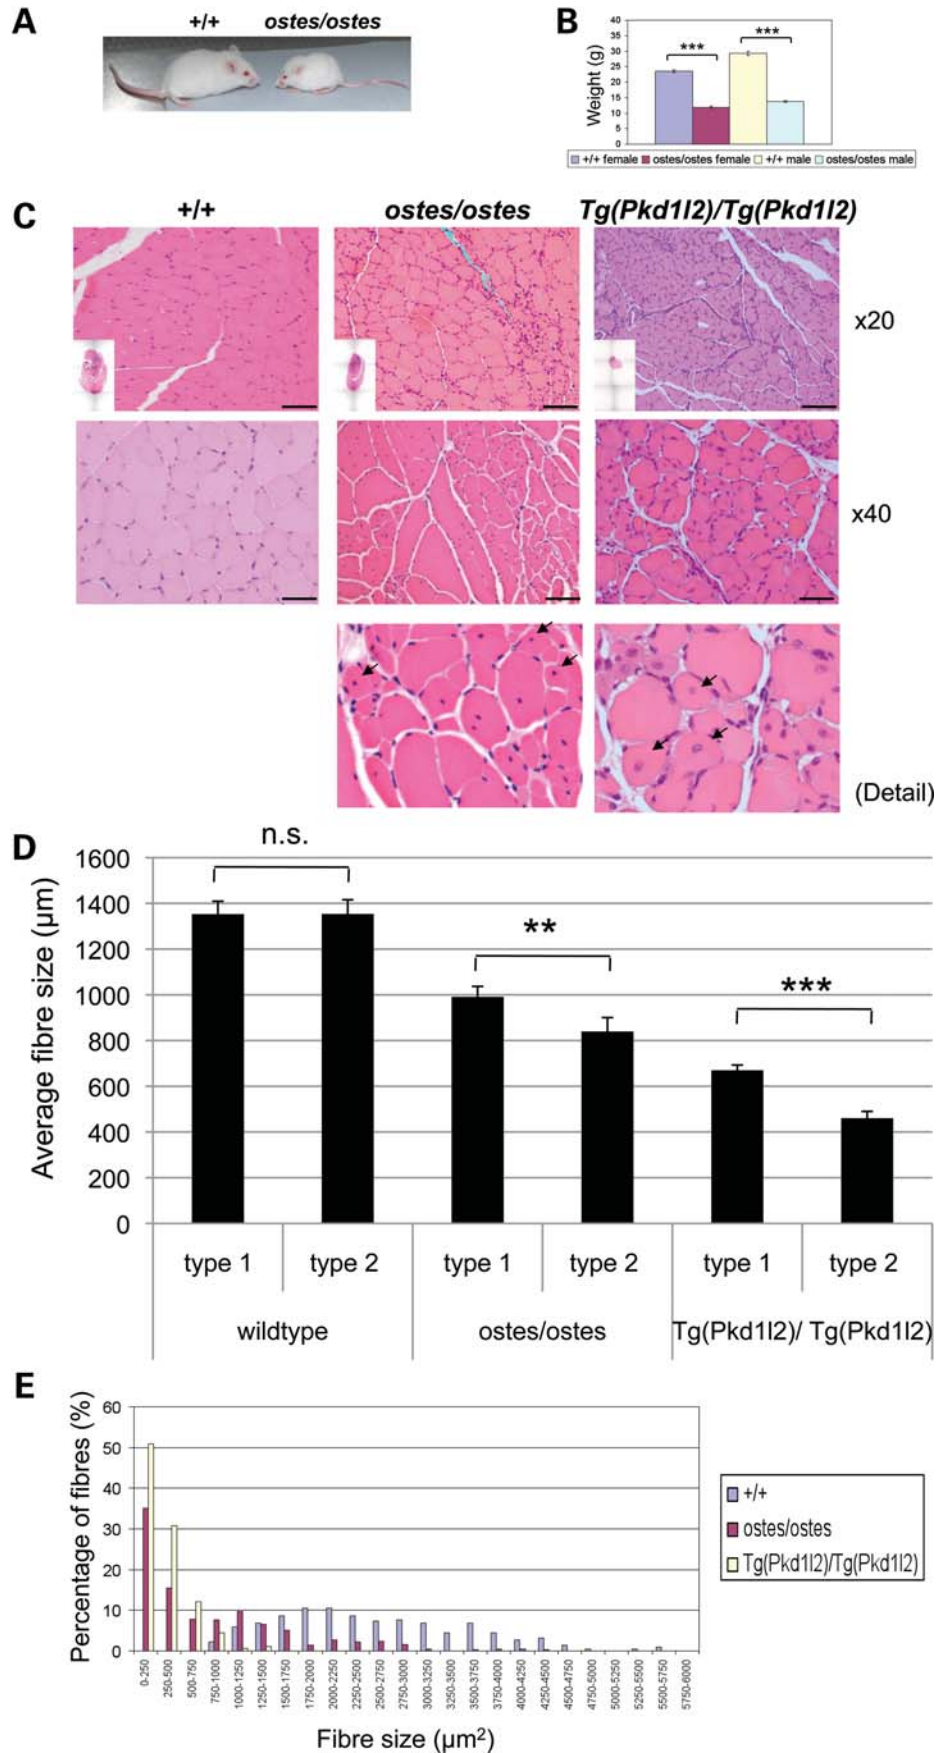 A
+/+ ostes/ostes
B
Weight (g)
40
35
30
25
20
15
10
5
0
*** ***
+/+ female ostes/ostes female +/+ male ostes/ostes male
C
+/+ ostes/ostes Tg(Pkd1l2)/Tg(Pkd1l2)
x20
x40
(Detail)
D
Average fibre size (µm)
1600
1400
1200
1000
800
600
400
200
0
n.s.
**
***
type 1 type 2 type 1 type 2 type 1 type 2
wildtype ostes/ostes Tg(Pkd1l2)/ Tg(Pkd1l2)
E
Percentage of fibres (%)
60
50
40
30
20
10
0
+/+
ostes/ostes
Tg(Pkd1l2)/Tg(Pkd1l2)
0-250
250-500
500-750
750-1000
1000-1250
1250-1500
1500-1750
1750-2000
2000-2250
2250-2500
2500-2750
2750-30000
3000-3250
3250-35000
3500-3750
3750-4000
4000-42500
4250-4500
4500-4750
4750-5000
5000-5250
5250-5500
5500-5750
5750-6000
Fibre size (µm²)